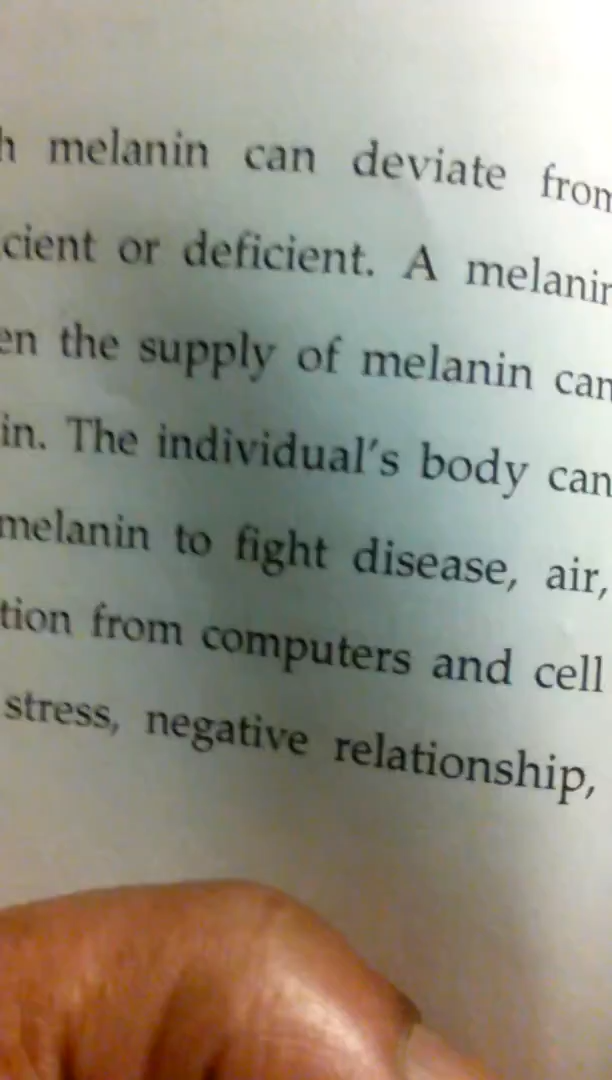 h melanin can deviate from
cient or deficient. A melanin
en the supply of melanin can
in. The individual's body can
melanin to fight disease, air,
tion from computers and cell
stress, negative relationship,